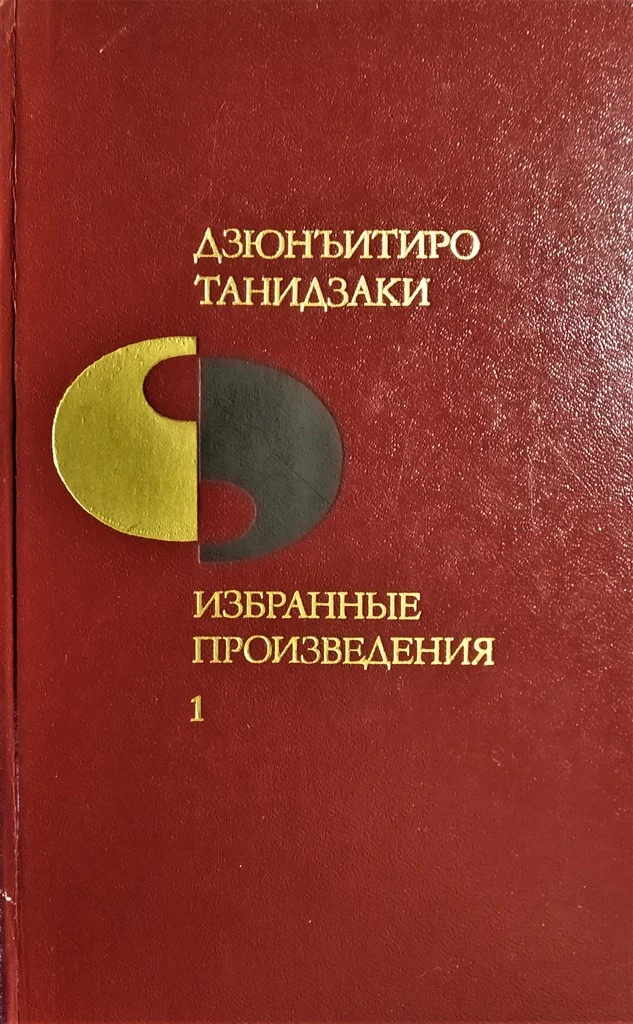 ДЗЮНЪИТИРО
ТАНИДЗАКИ
ИЗБРАННЫЕ
ПРОИЗВЕДЕНИЯ
1